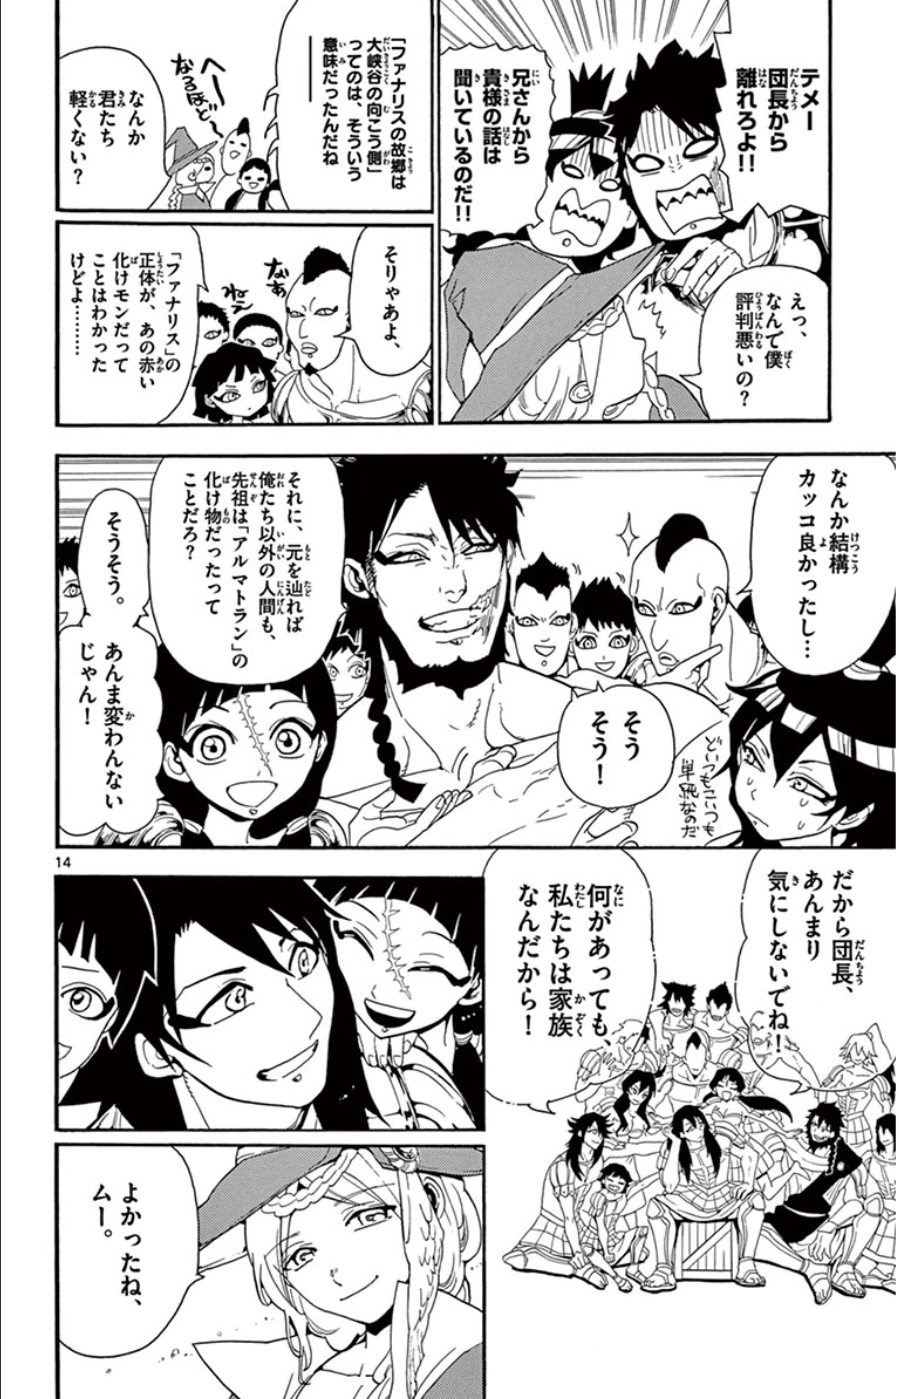 テメー
団長から
離れろよ!!
兄さんから
貴様の話は
聞いているのだ!!
えっ、
なんで僕
評判悪いの?
「ファナリスの故郷は
大峡谷の向こう側」
ってのは、そういう
意味だったんだね
へー
なるほど～
なんか
君たち
軽くない?
そりゃあよ、
なあ
ねえ
「ファナリス」の
正体が、あの赤い
化けモンだって
ことはわかった
けどよ………
なんか結構
カッコ良かったし…
そう
そう!
どいつもこいつも
単純なのだ
それに、元を辿れば
俺たち以外の人間も、
先祖は「アルマトラン」の
化け物だったって
ことだろ?
そうそう。
あんま変わんない
じゃん!
だから団長、
あんまり
気にしないでね!
何があっても、
私たちは家族
なんだから!
14
よかったね、
ムー。